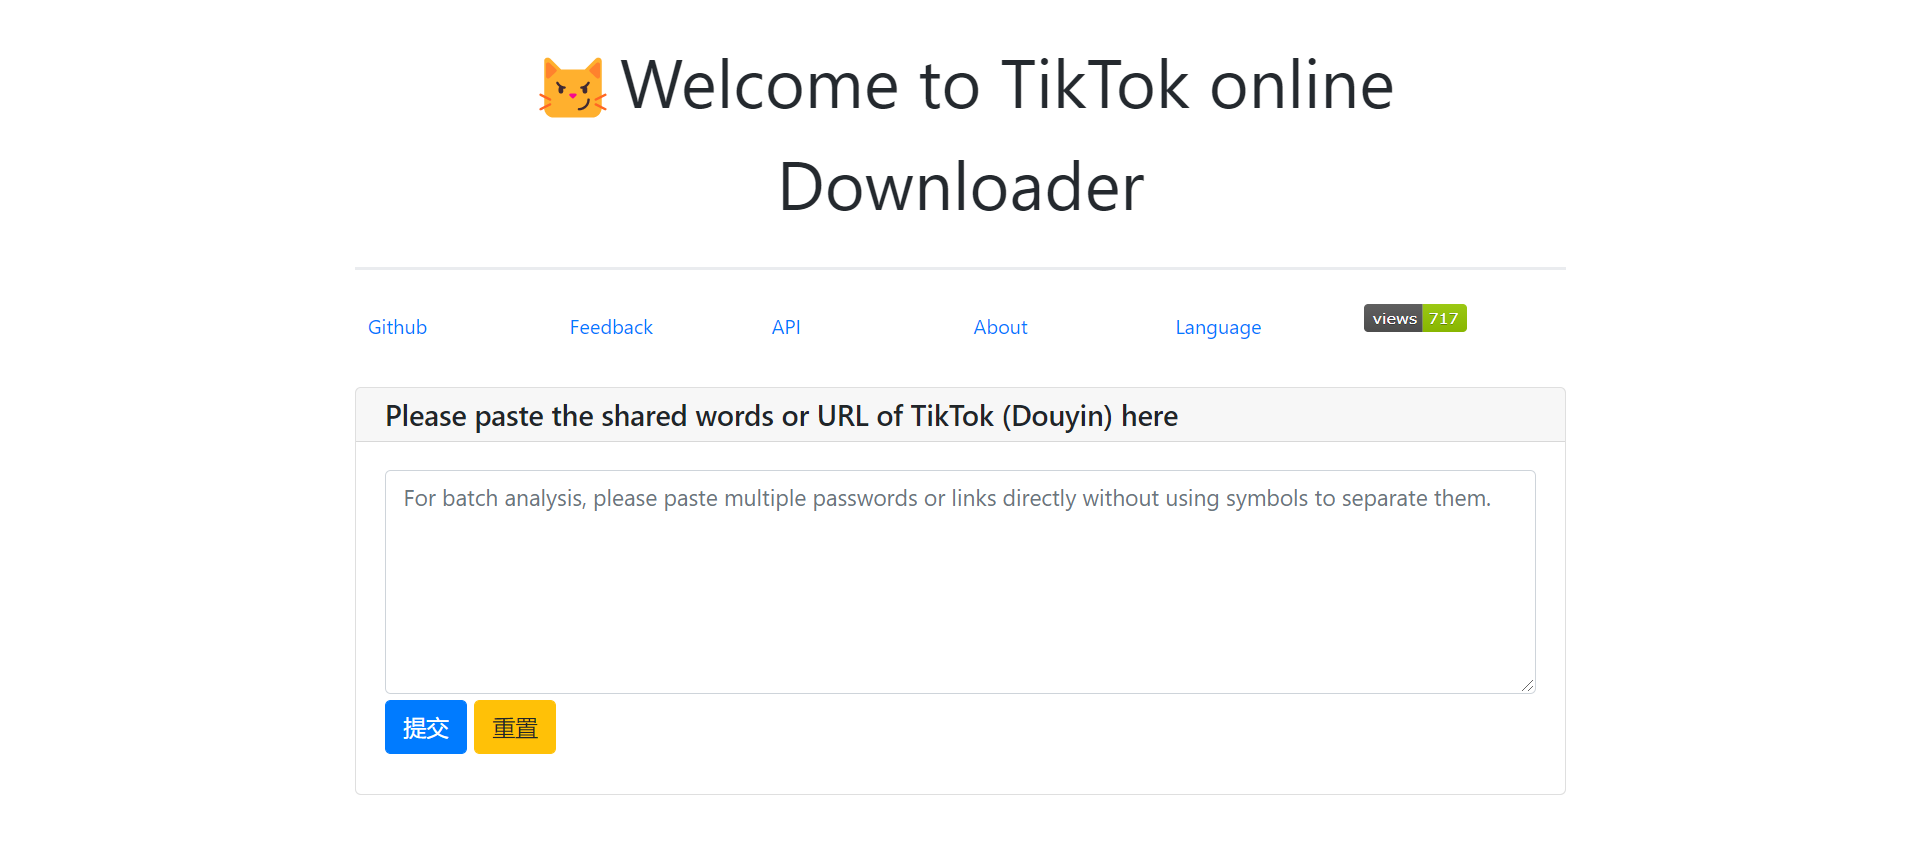 Welcome to TikTok online
Downloader
Github
Feedback
API
About
Language
views 717
Please paste the shared words or URL of TikTok (Douyin) here
For batch analysis, please paste multiple passwords or links directly without using symbols to separate them.
提交 重置